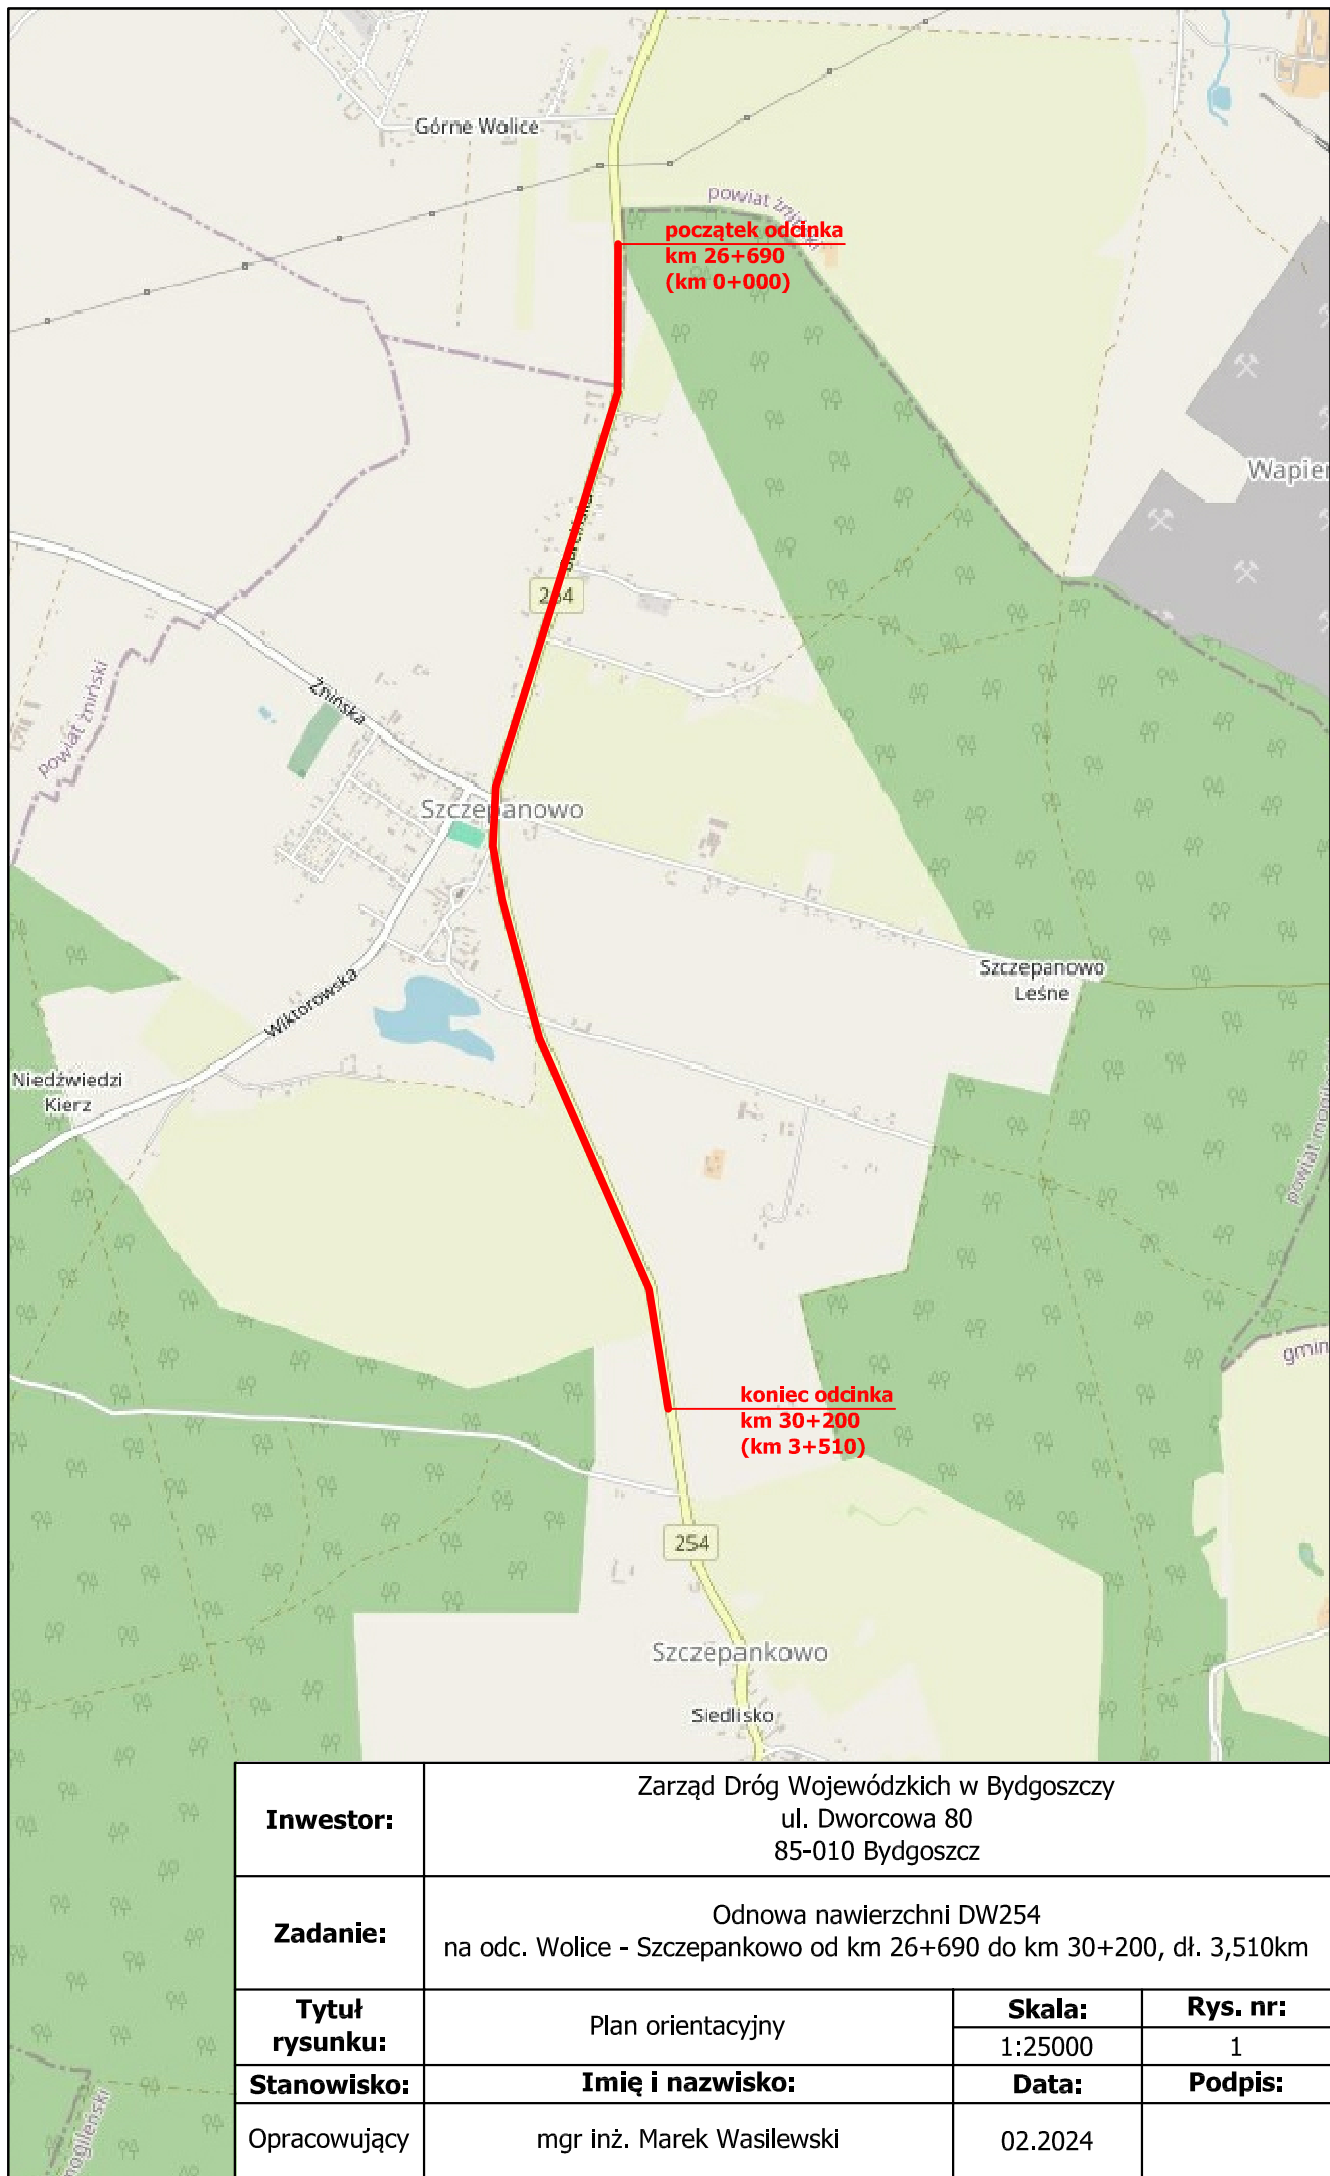 Górne Wolice
powiat żniński
początek odcinka
km 26+690
(km 0+000)
254
Żnińska
powiat żniński
Szczepanowo
Szczepanowo
Leśne
Wiktorowska
Niedźwiedzi
Kierz
koniec odcinka
km 30+200
(km 3+510)
254
Szczepankowo
Siedlisko
Inwestor:
Zarząd Dróg Wojewódzkich w Bydgoszczy
ul. Dworcowa 80
85-010 Bydgoszcz
Zadanie:
Odnowa nawierzchni DW254
na odc. Wolice - Szczepankowo od km 26+690 do km 30+200, dł. 3,510km
Tytuł
rysunku:
Plan orientacyjny
Skala:
Rys. nr:
1:25000
1
Stanowisko:
Imię i nazwisko:
Data:
Podpis:
Opracowujący
mgr inż. Marek Wasilewski
02.2024